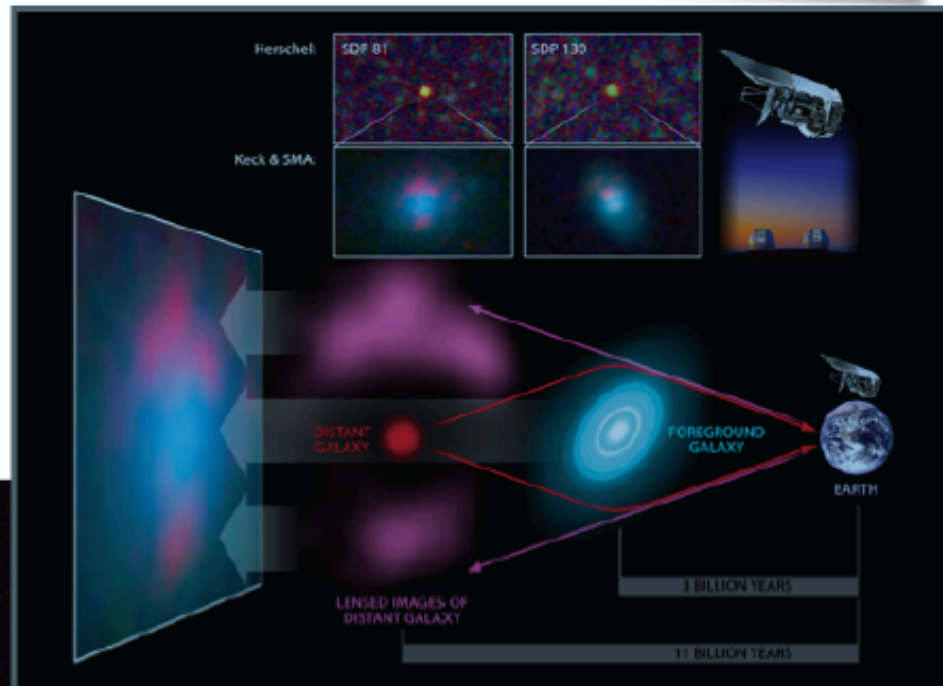 Herschel:
SDP 81
SDP 130
Keck & SMA:
DISTANT
GALAXY
FOREGROUND
GALAXY
EARTH
3 BILLION YEARS
LENSED IMAGES OF
DISTANT GALAXY
11 BILLION YEARS